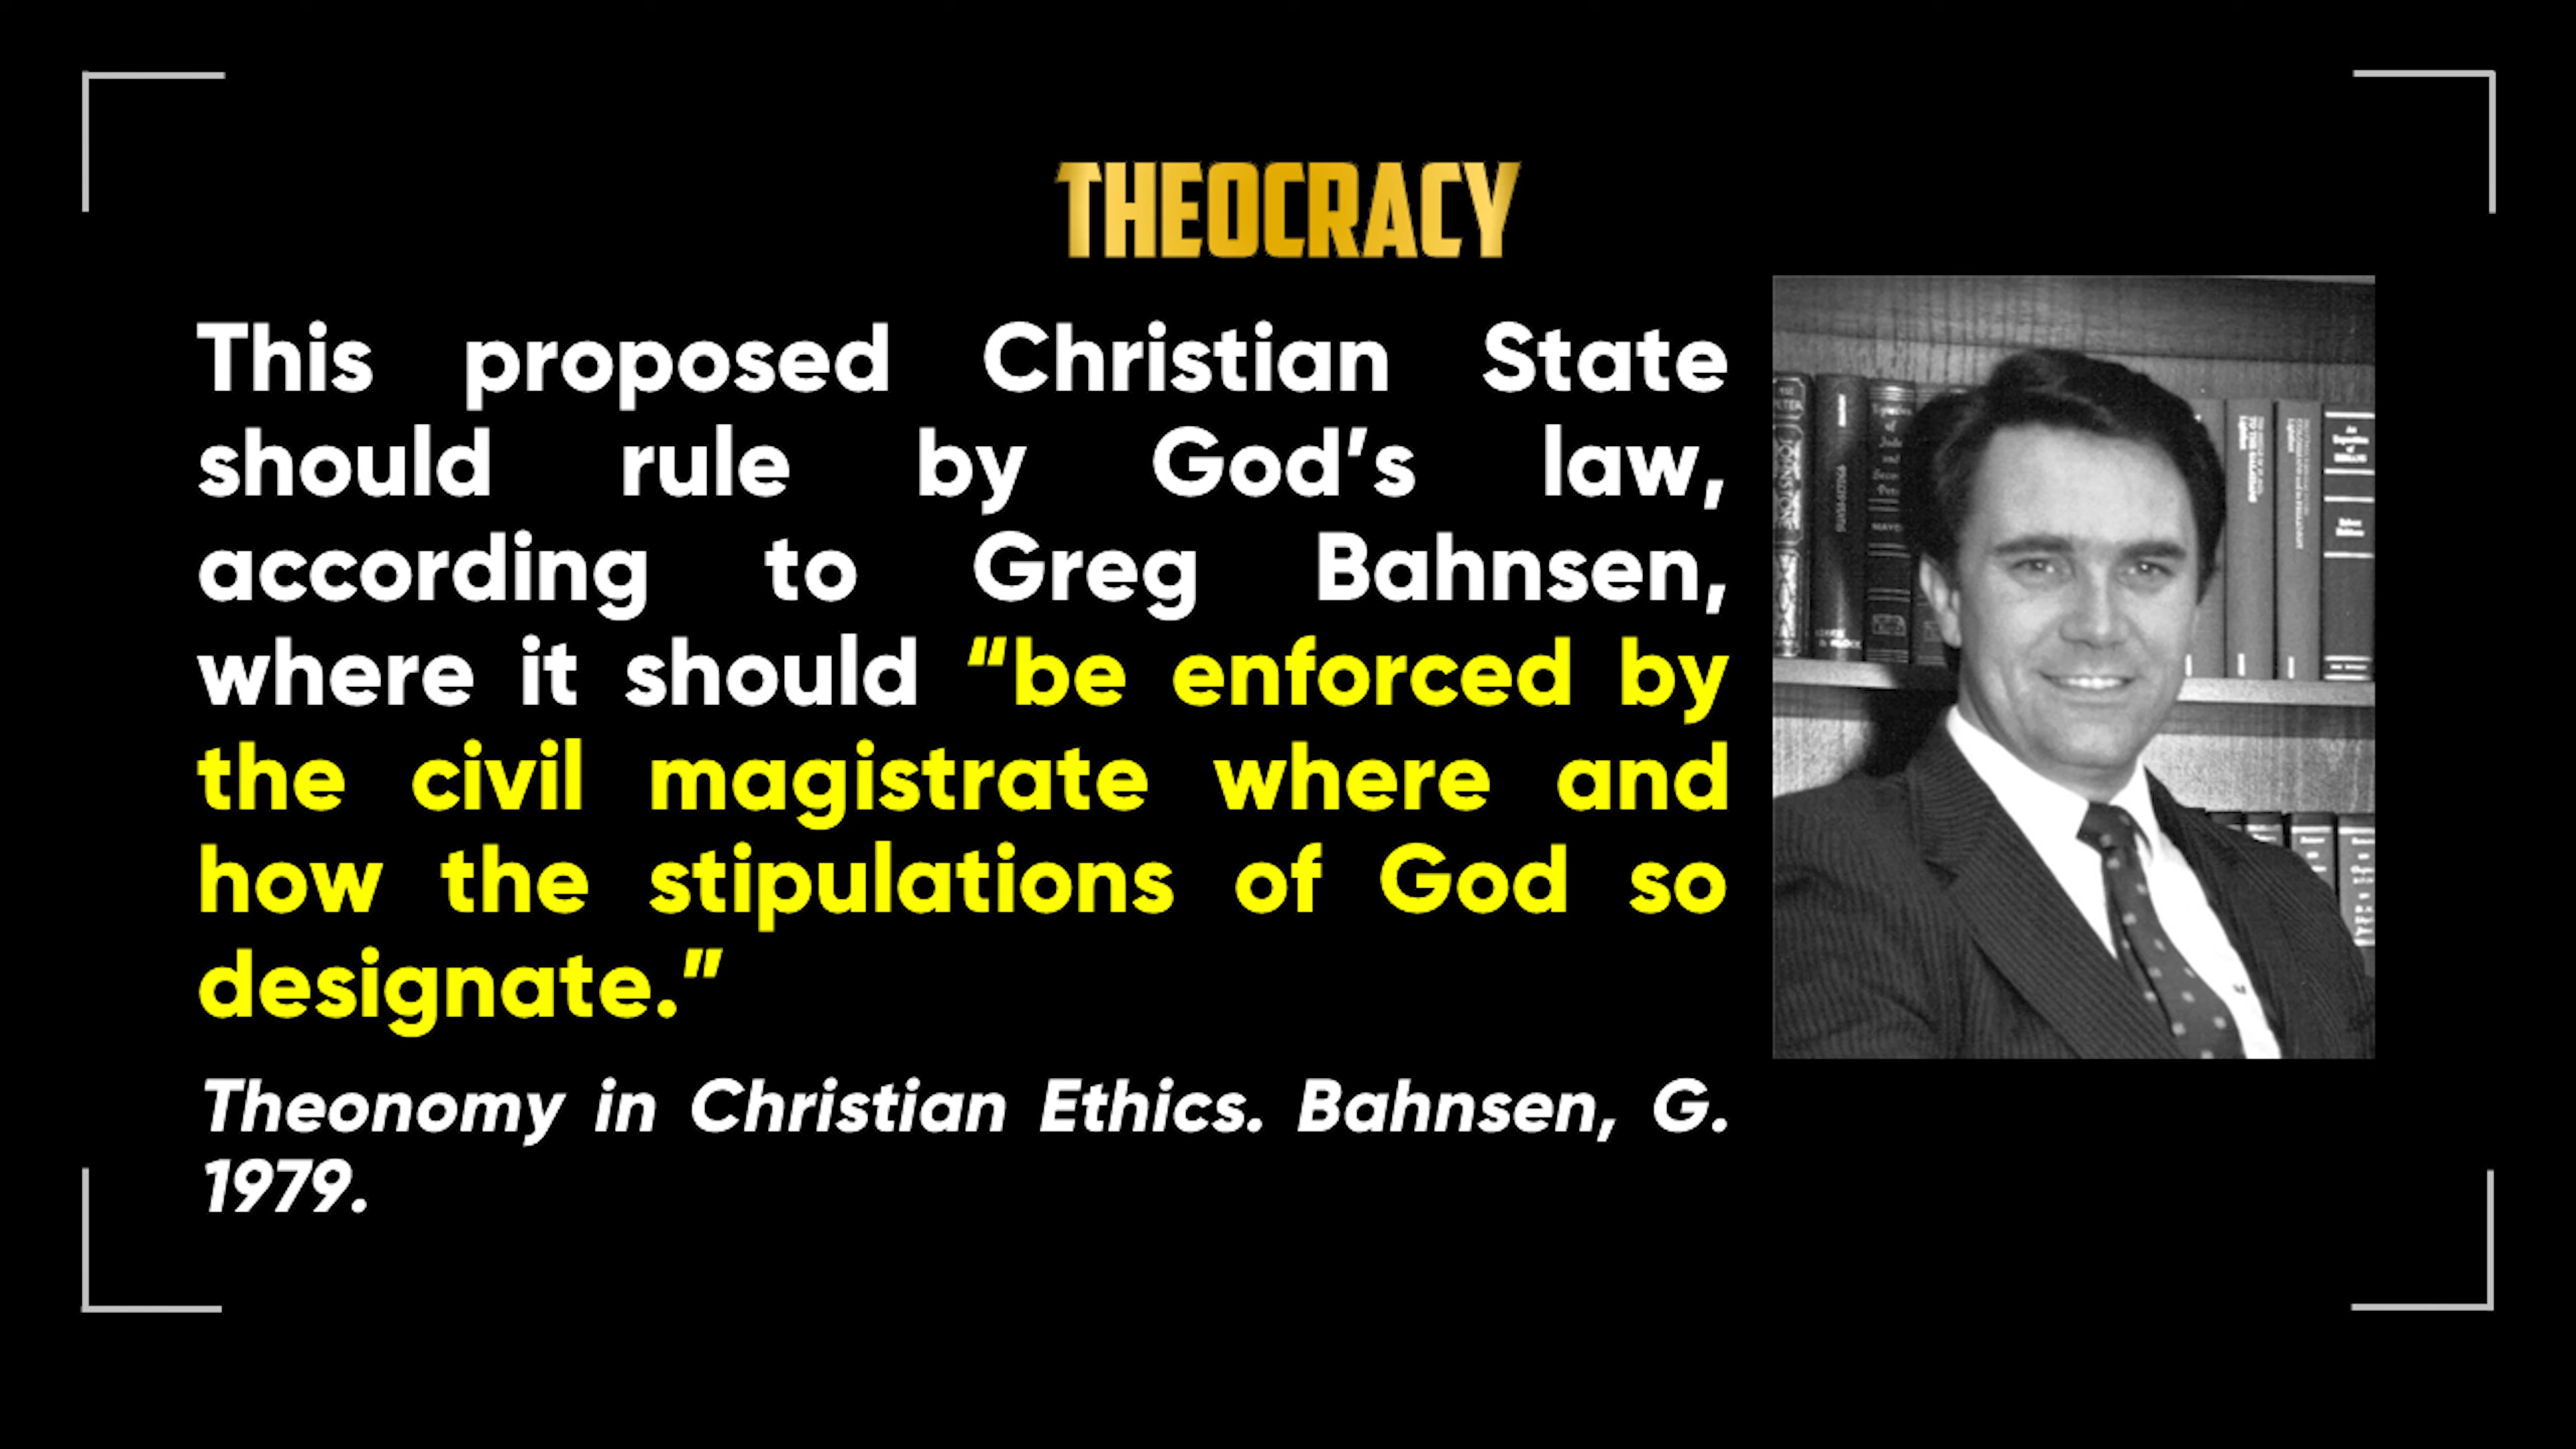 THEOCRACY
This proposed Christian State
should rule by God’s law,
according to Greg Bahnsen,
where it should “be enforced by
the civil magistrate where and
how the stipulations of God so
designate.”
Theonomy in Christian Ethics. Bahnsen, G.
1979.